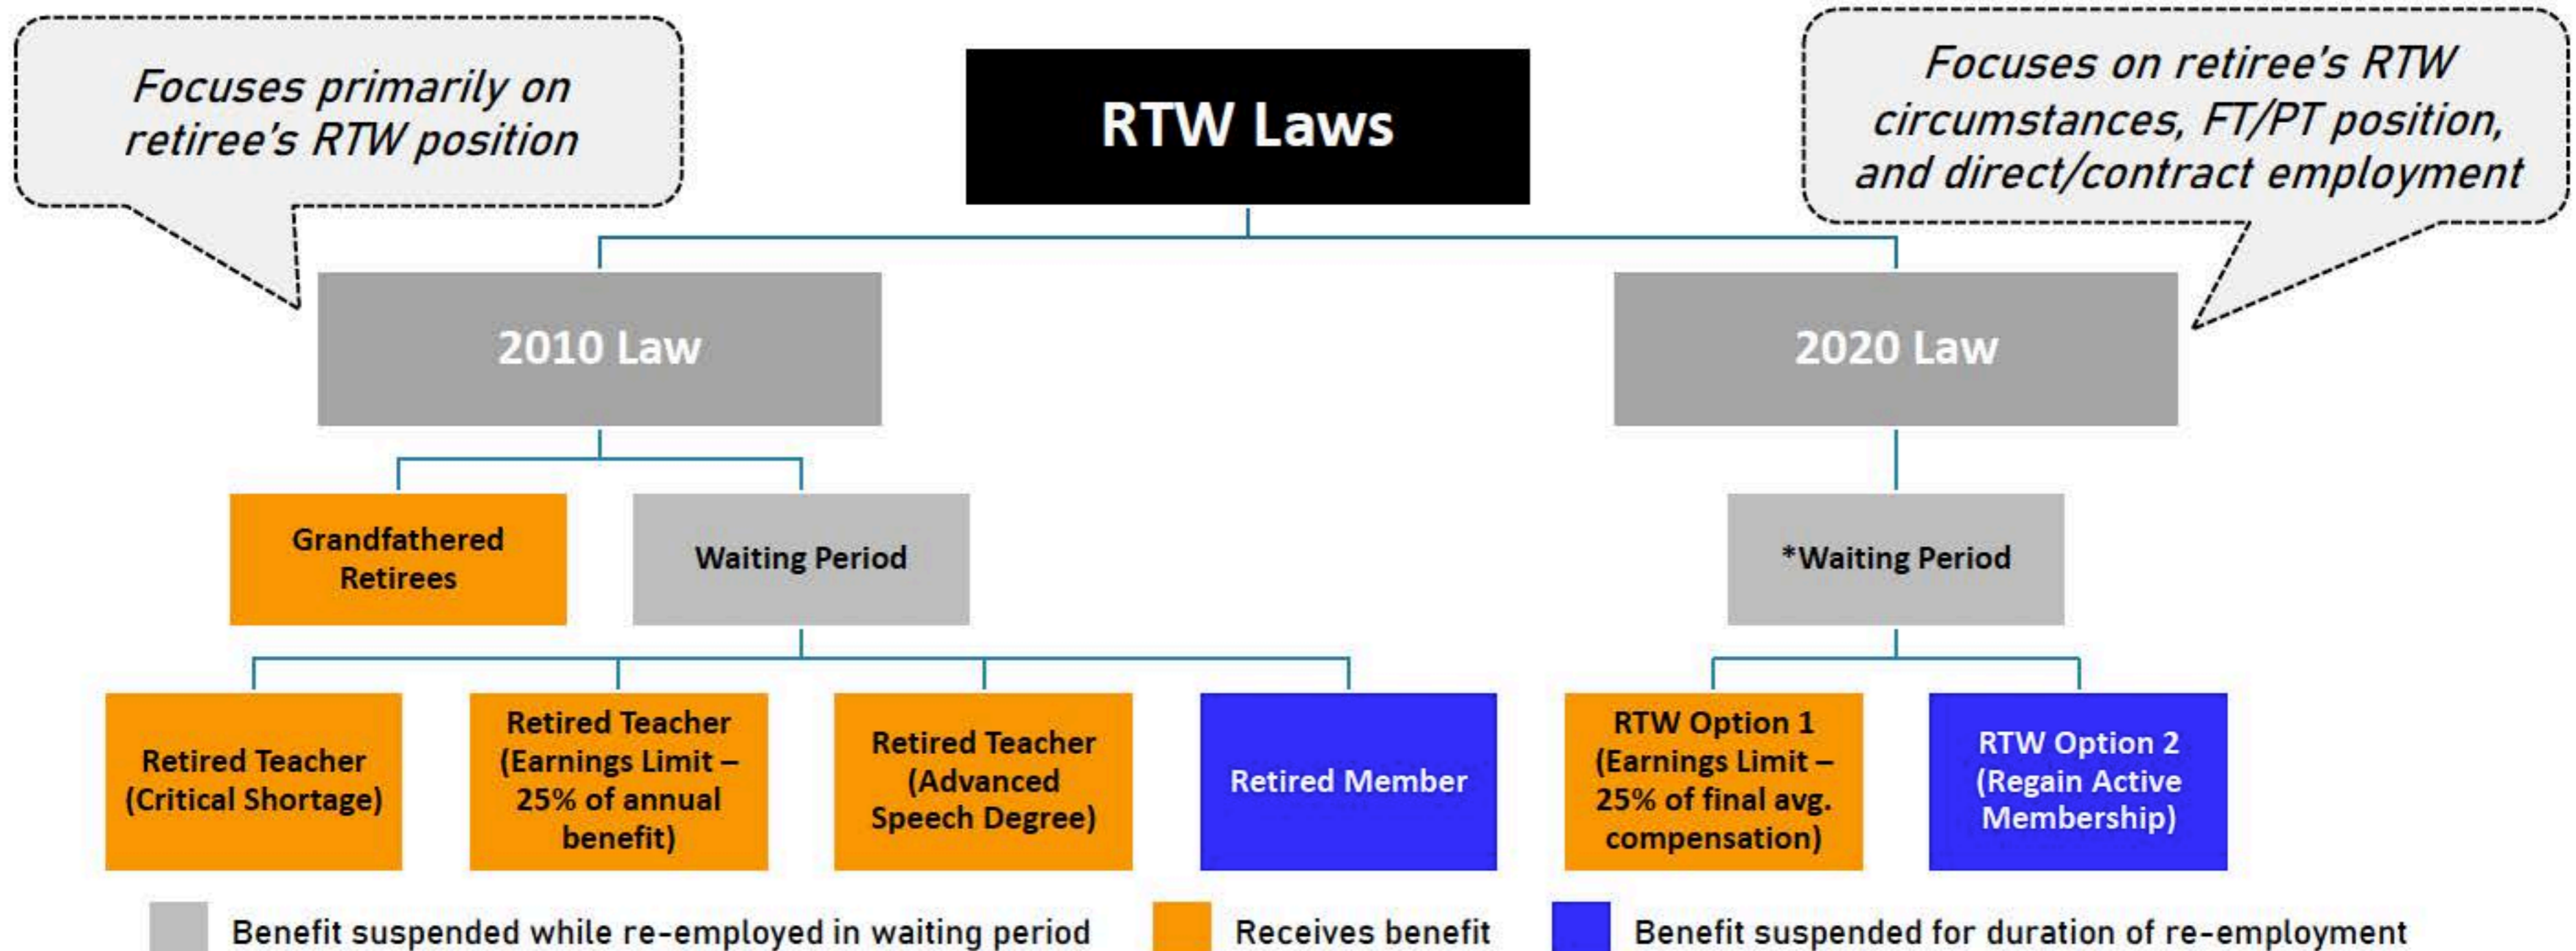 Focuses primarily on
retiree's RTW position
RTW Laws
Focuses on retiree's RTW
circumstances, FT/PT position,
and direct/contract employment
2010 Law
2020 Law
Grandfathered
Retirees
Waiting Period
*Waiting Period
Retired Teacher
(Critical Shortage)
Retired Teacher
(Earnings Limit –
25% of annual
benefit)
Retired Teacher
(Advanced
Speech Degree)
Retired Member
RTW Option 1
(Earnings Limit –
25% of final avg.
compensation)
RTW Option 2
(Regain Active
Membership)
Benefit suspended while re-employed in waiting period
Receives benefit
Benefit suspended for duration of re-employment